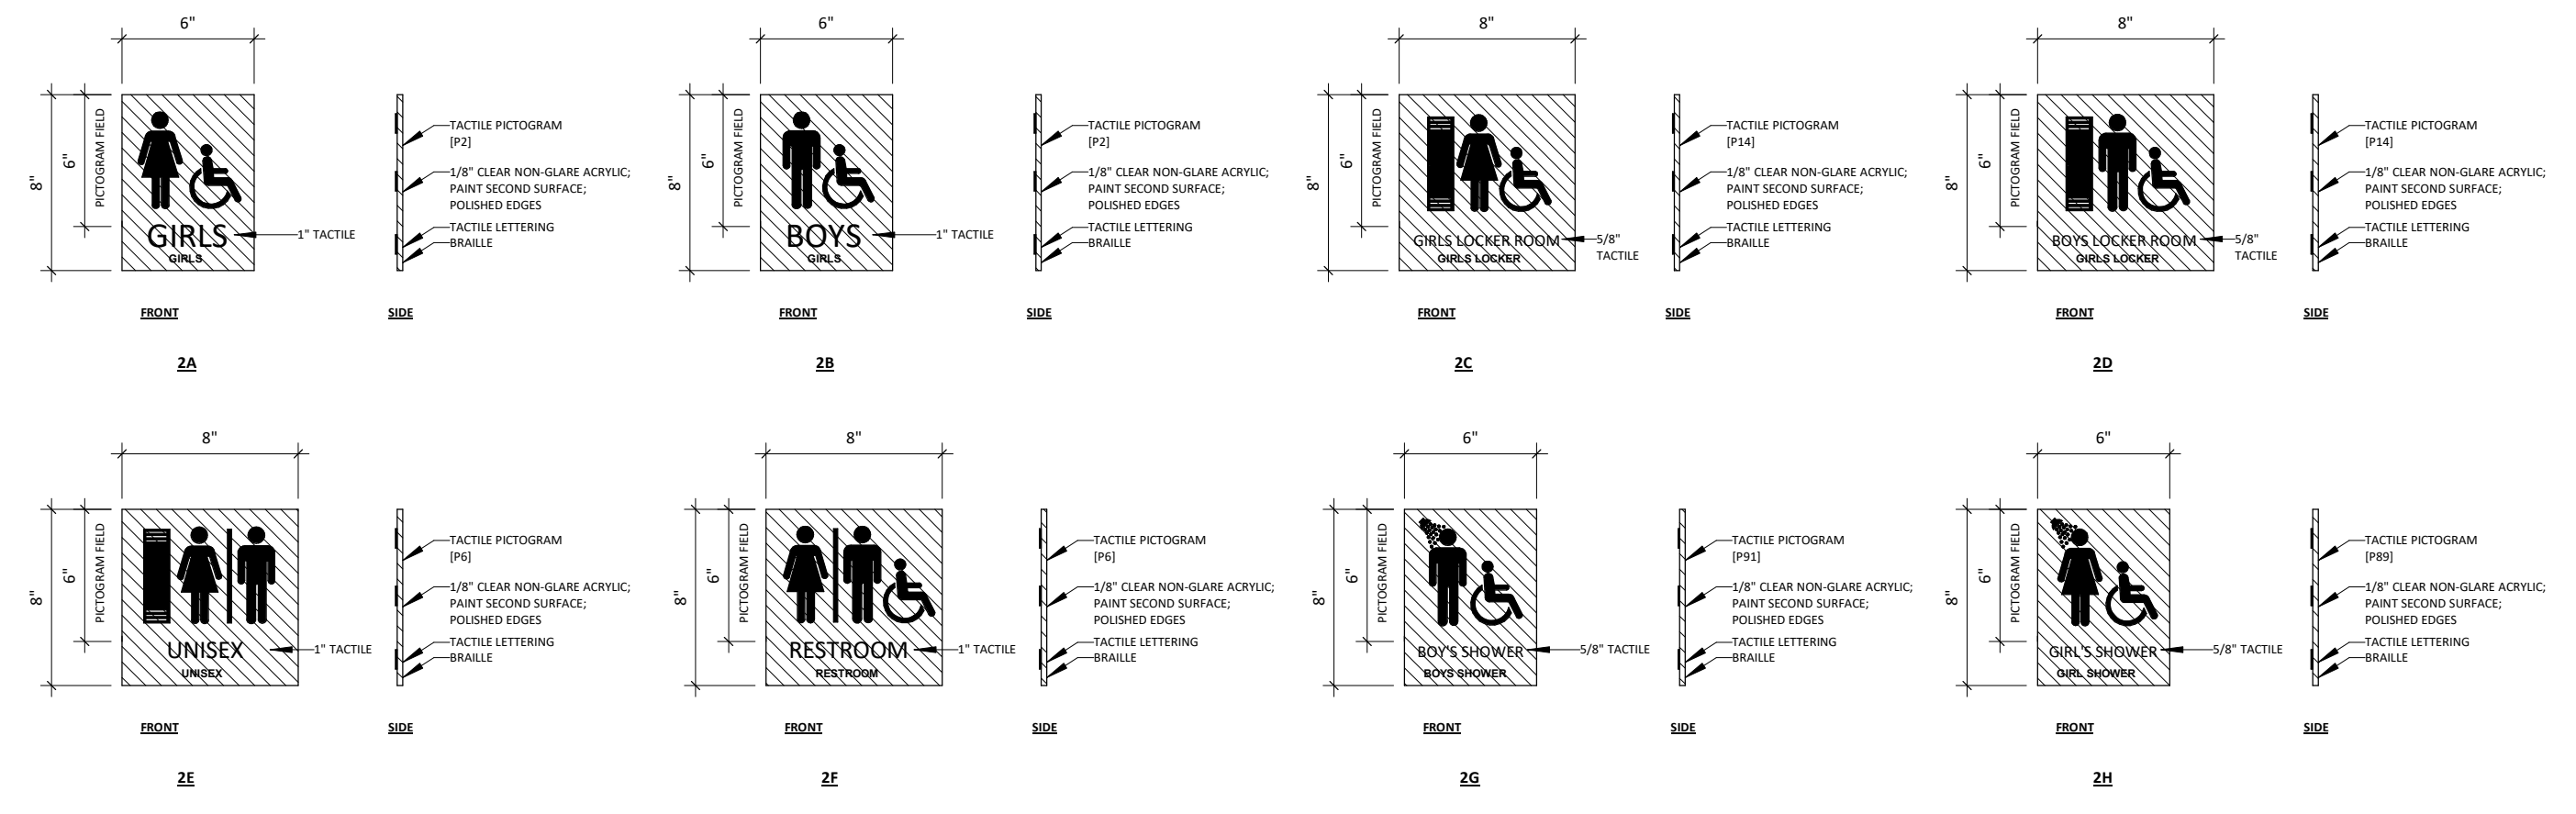 6"
8"
6"
PICTOGRAM FIELD
GIRLS
GIRLS
1" TACTILE
TACTILE PICTOGRAM
[P2]
1/8" CLEAR NON-GLARE ACRYLIC;
PAINT SECOND SURFACE;
POLISHED EDGES
TACTILE LETTERING
BRAILLE
FRONT
SIDE
2A
6"
8"
6"
PICTOGRAM FIELD
BOYS
GIRLS
1" TACTILE
TACTILE PICTOGRAM
[P2]
1/8" CLEAR NON-GLARE ACRYLIC;
PAINT SECOND SURFACE;
POLISHED EDGES
TACTILE LETTERING
BRAILLE
FRONT
SIDE
2B
8"
8"
6"
PICTOGRAM FIELD
GIRLS LOCKER ROOM
GIRLS LOCKER
5/8"
TACTILE
TACTILE PICTOGRAM
[P14]
1/8" CLEAR NON-GLARE ACRYLIC;
PAINT SECOND SURFACE;
POLISHED EDGES
TACTILE LETTERING
BRAILLE
FRONT
SIDE
2C
8"
8"
6"
PICTOGRAM FIELD
BOYS LOCKER ROOM
GIRLS LOCKER
5/8"
TACTILE
TACTILE PICTOGRAM
[P14]
1/8" CLEAR NON-GLARE ACRYLIC;
PAINT SECOND SURFACE;
POLISHED EDGES
TACTILE LETTERING
BRAILLE
FRONT
SIDE
2D
8"
8"
6"
PICTOGRAM FIELD
UNISEX
UNISEX
1" TACTILE
TACTILE PICTOGRAM
[P6]
1/8" CLEAR NON-GLARE ACRYLIC;
PAINT SECOND SURFACE;
POLISHED EDGES
TACTILE LETTERING
BRAILLE
FRONT
SIDE
2E
8"
8"
6"
PICTOGRAM FIELD
RESTROOM
RESTROOM
1" TACTILE
TACTILE PICTOGRAM
[P6]
1/8" CLEAR NON-GLARE ACRYLIC;
PAINT SECOND SURFACE;
POLISHED EDGES
TACTILE LETTERING
BRAILLE
FRONT
SIDE
2F
6"
8"
6"
PICTOGRAM FIELD
BOY'S SHOWER
BOYS SHOWER
5/8" TACTILE
TACTILE PICTOGRAM
[P91]
1/8" CLEAR NON-GLARE ACRYLIC;
PAINT SECOND SURFACE;
POLISHED EDGES
TACTILE LETTERING
BRAILLE
FRONT
SIDE
2G
6"
8"
6"
PICTOGRAM FIELD
GIRL'S SHOWER
GIRL SHOWER
5/8" TACTILE
TACTILE PICTOGRAM
[P89]
1/8" CLEAR NON-GLARE ACRYLIC;
PAINT SECOND SURFACE;
POLISHED EDGES
TACTILE LETTERING
BRAILLE
FRONT
SIDE
2H